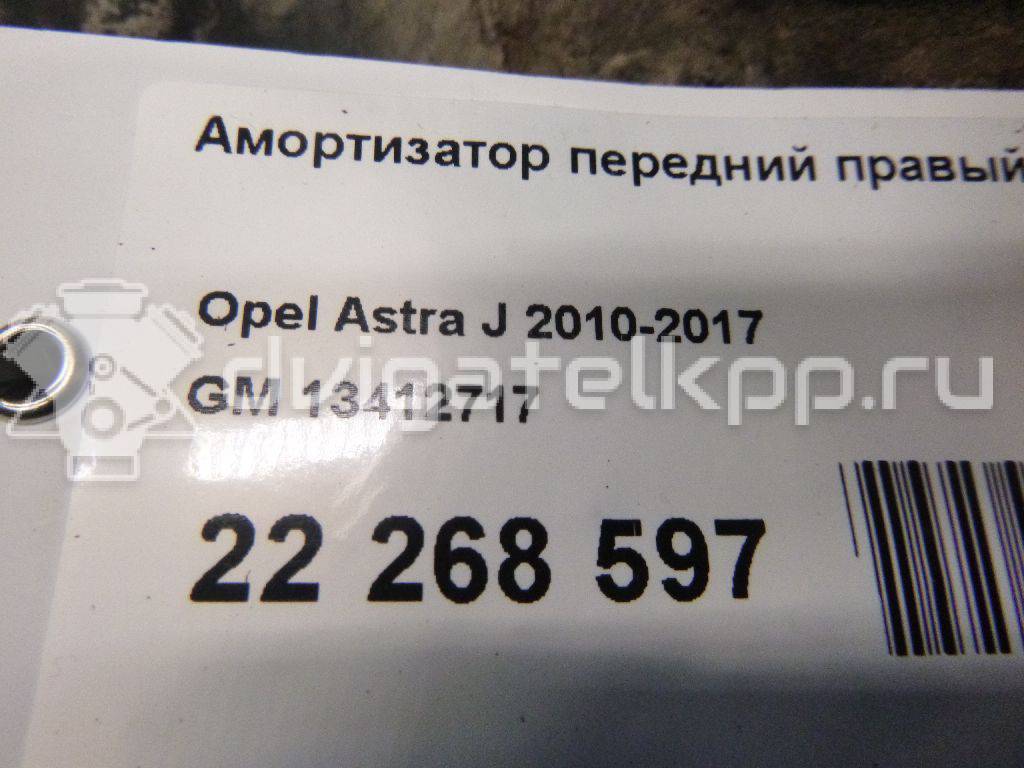 Амортизатор передний правый
Opel Astra J 2010-2017
dvigatelkpp.ru
GM 13412717
22 268 597